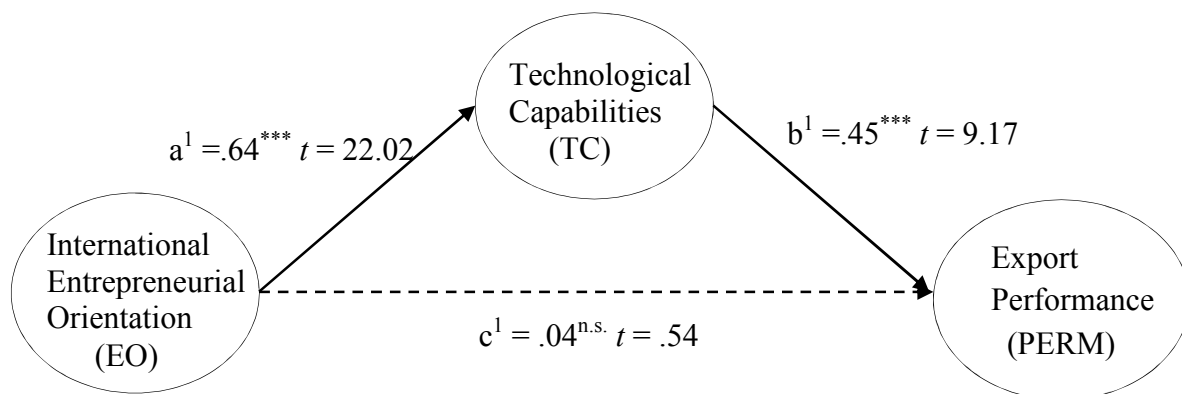 Technological
Capabilities
(TC)
a¹ =.64*** t = 22.02
b¹ =.45*** t = 9.17
International
Entrepreneurial
Orientation
(EO)
Export
Performance
(PERM)
c¹ = .04ⁿ·ˢ· t = .54